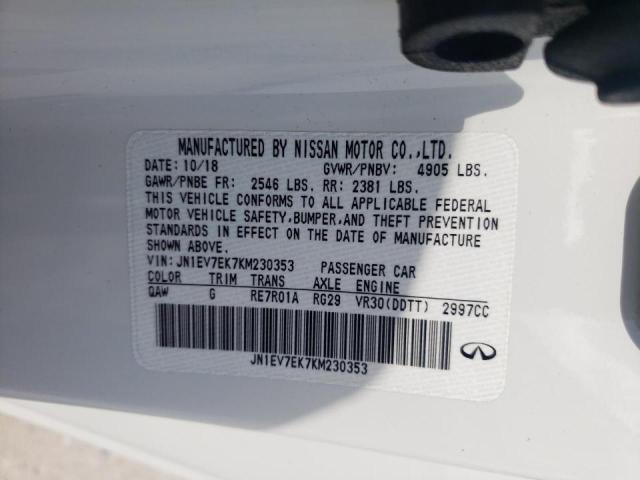 MANUFACTURED BY NISSAN MOTOR CO.,LTD.
DATE: 10/18 GVWR/PNBV: 4905 LBS.
GAWR/PNBE FR: 2546 LBS. RR: 2381 LBS.
THIS VEHICLE CONFORMS TO ALL APPLICABLE FEDERAL
MOTOR VEHICLE SAFETY,BUMPER,AND THEFT PREVENTION
STANDARDS IN EFFECT ON THE DATE OF MANUFACTURE
SHOWN ABOVE.
VIN: JN1EV7EK7KM230353 PASSENGER CAR
COLOR TRIM TRANS AXLE ENGINE
QAW G RE7R01A RG29 VR30(DDTT) 2997CC
JN1EV7EK7KM230353